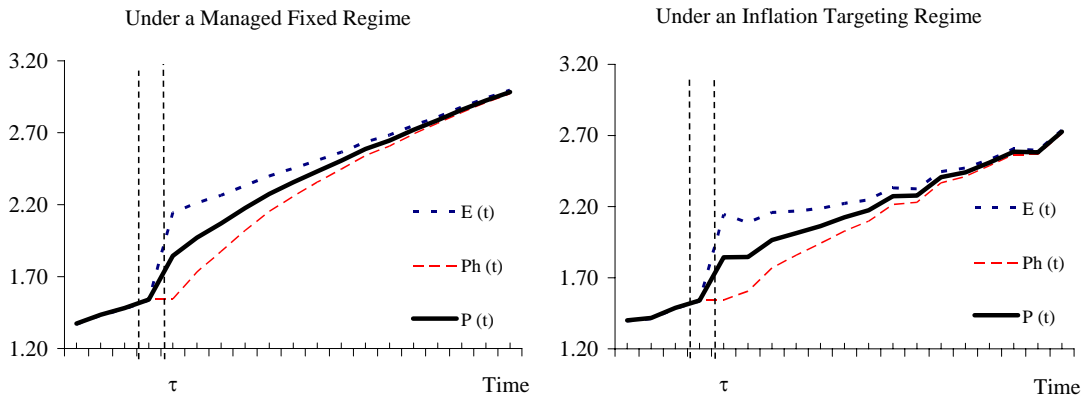 Under a Managed Fixed Regime
3.20
2.70
2.20
1.70
1.20
E (t)
Ph (t)
P (t)
τ
Time
Under an Inflation Targeting Regime
3.20
2.70
2.20
1.70
1.20
E (t)
Ph (t)
P (t)
τ
Time